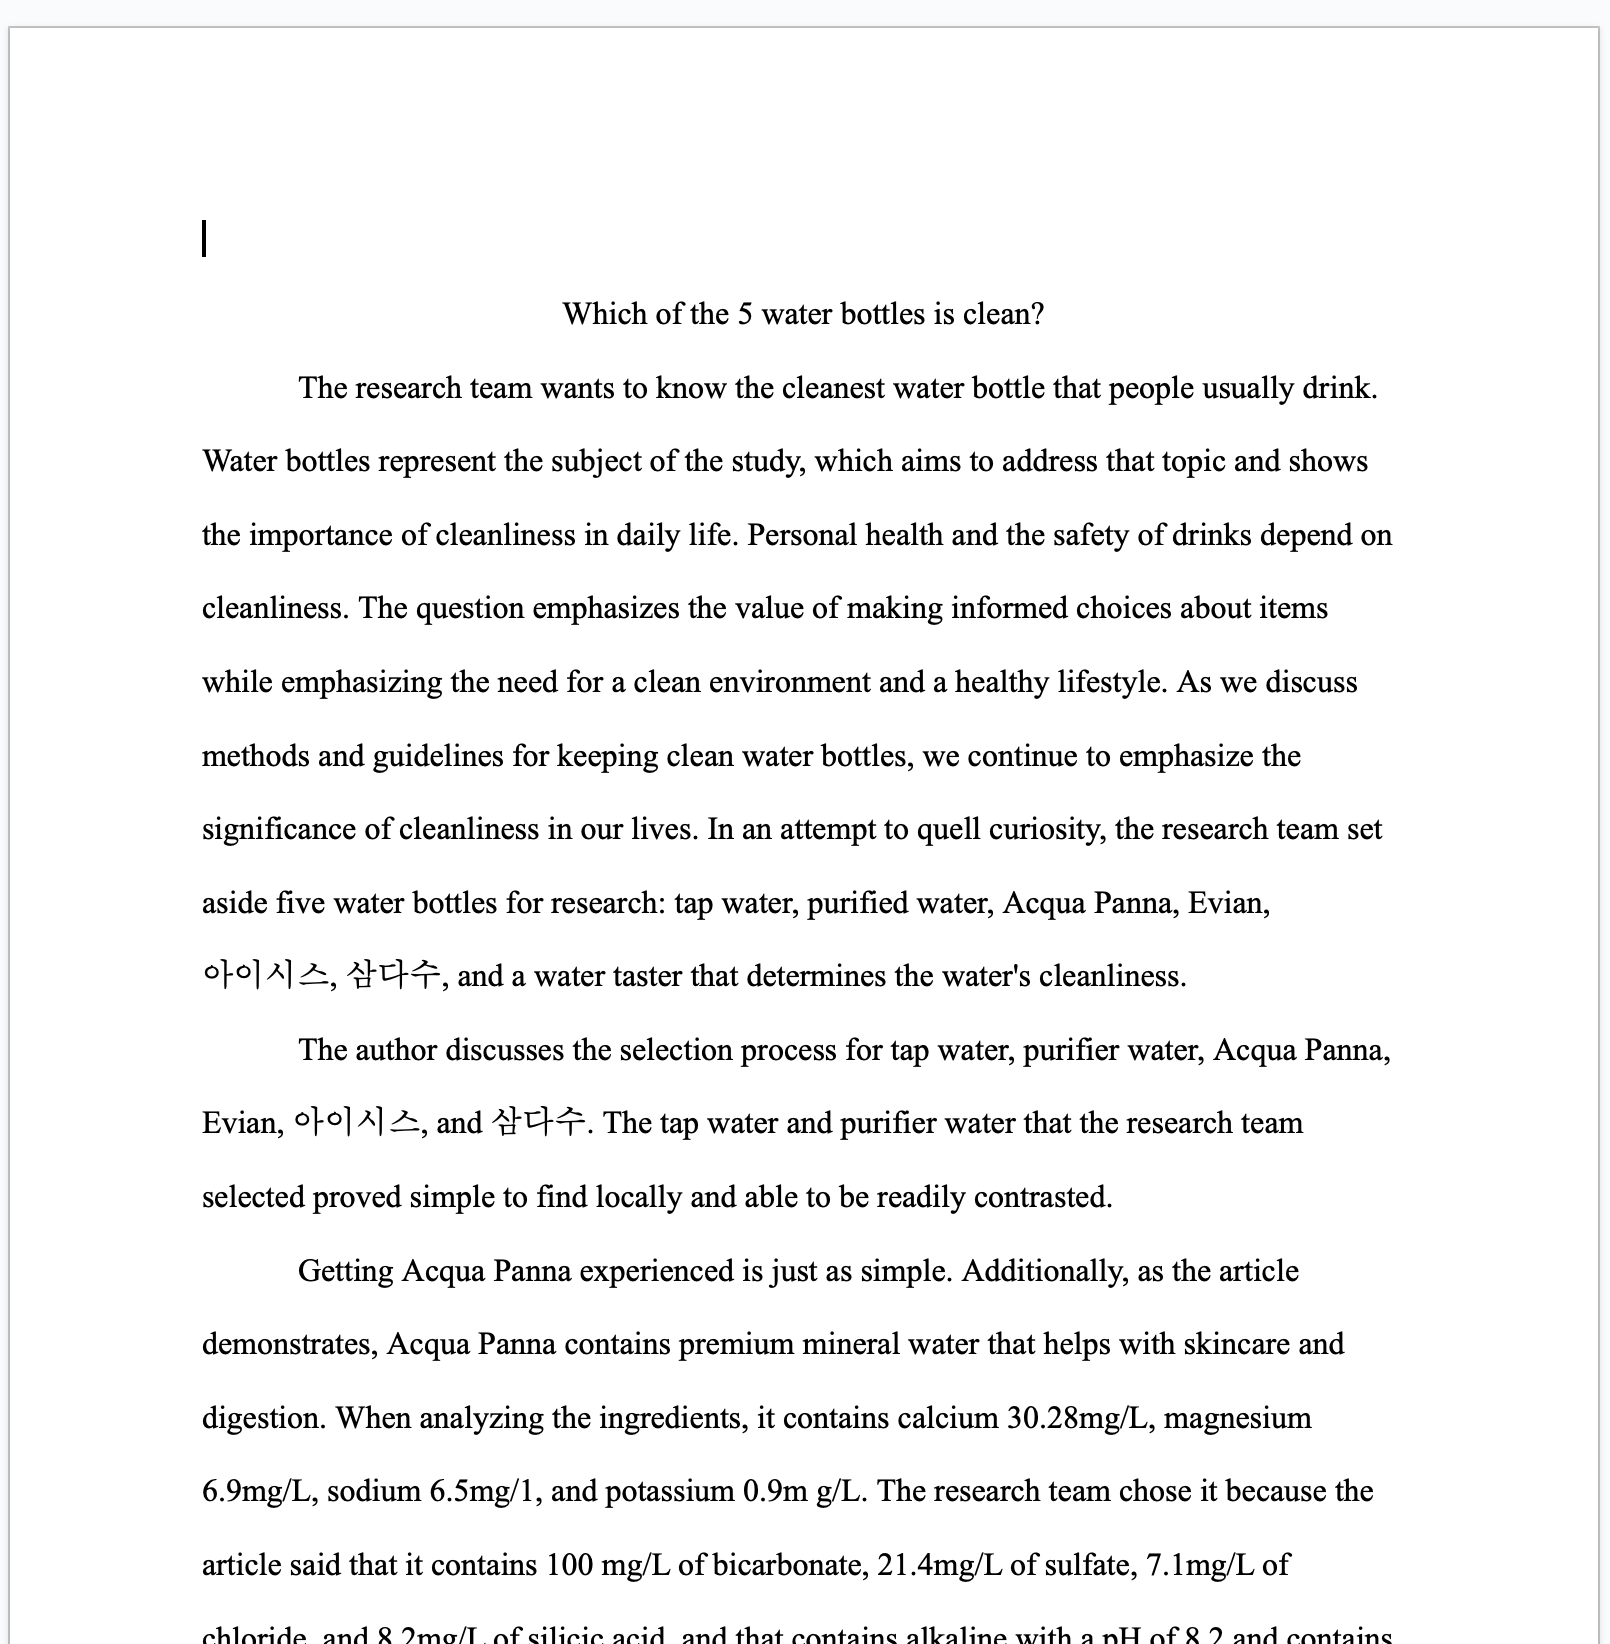 Which of the 5 water bottles is clean?
The research team wants to know the cleanest water bottle that people usually drink.
Water bottles represent the subject of the study, which aims to address that topic and shows
the importance of cleanliness in daily life. Personal health and the safety of drinks depend on
cleanliness. The question emphasizes the value of making informed choices about items
while emphasizing the need for a clean environment and a healthy lifestyle. As we discuss
methods and guidelines for keeping clean water bottles, we continue to emphasize the
significance of cleanliness in our lives. In an attempt to quell curiosity, the research team set
aside five water bottles for research: tap water, purified water, Acqua Panna, Evian,
아이시스, 삼다수, and a water taster that determines the water's cleanliness.
The author discusses the selection process for tap water, purifier water, Acqua Panna,
Evian, 아이시스, and 삼다수. The tap water and purifier water that the research team
selected proved simple to find locally and able to be readily contrasted.
Getting Acqua Panna experienced is just as simple. Additionally, as the article
demonstrates, Acqua Panna contains premium mineral water that helps with skincare and
digestion. When analyzing the ingredients, it contains calcium 30.28mg/L, magnesium
6.9mg/L, sodium 6.5mg/1, and potassium 0.9m g/L. The research team chose it because the
article said that it contains 100 mg/L of bicarbonate, 21.4mg/L of sulfate, 7.1mg/L of
chloride, and 8.2mg/L of silicic acid, and that contains alkaline with a pH of 8.2 and contains